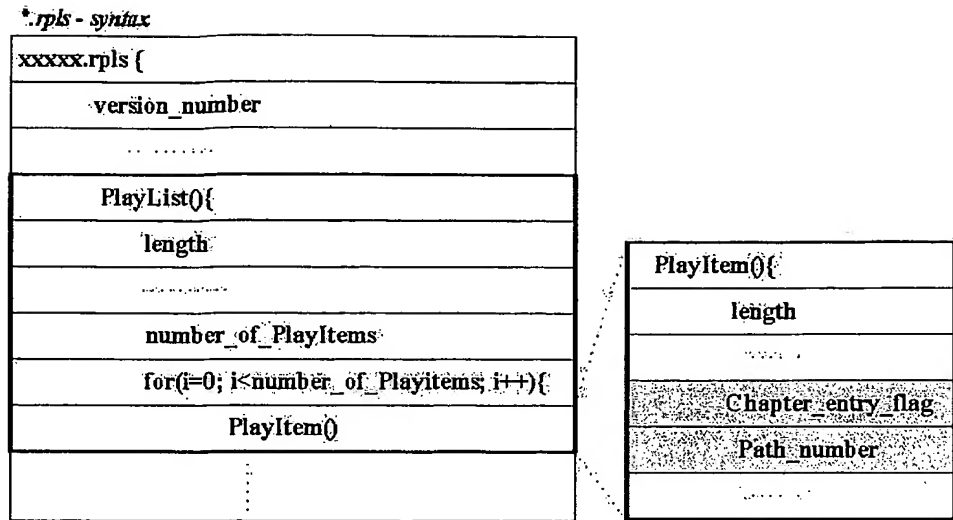 *.rpls - syntax
xxxxx.rpls {
version_number
PlayList(){
length
number_of_PlayItems
for(i=0; i<number_of_Playitems; i++){
PlayItem()
PlayItem(){
length
Chapter_entry_flag
Path_number